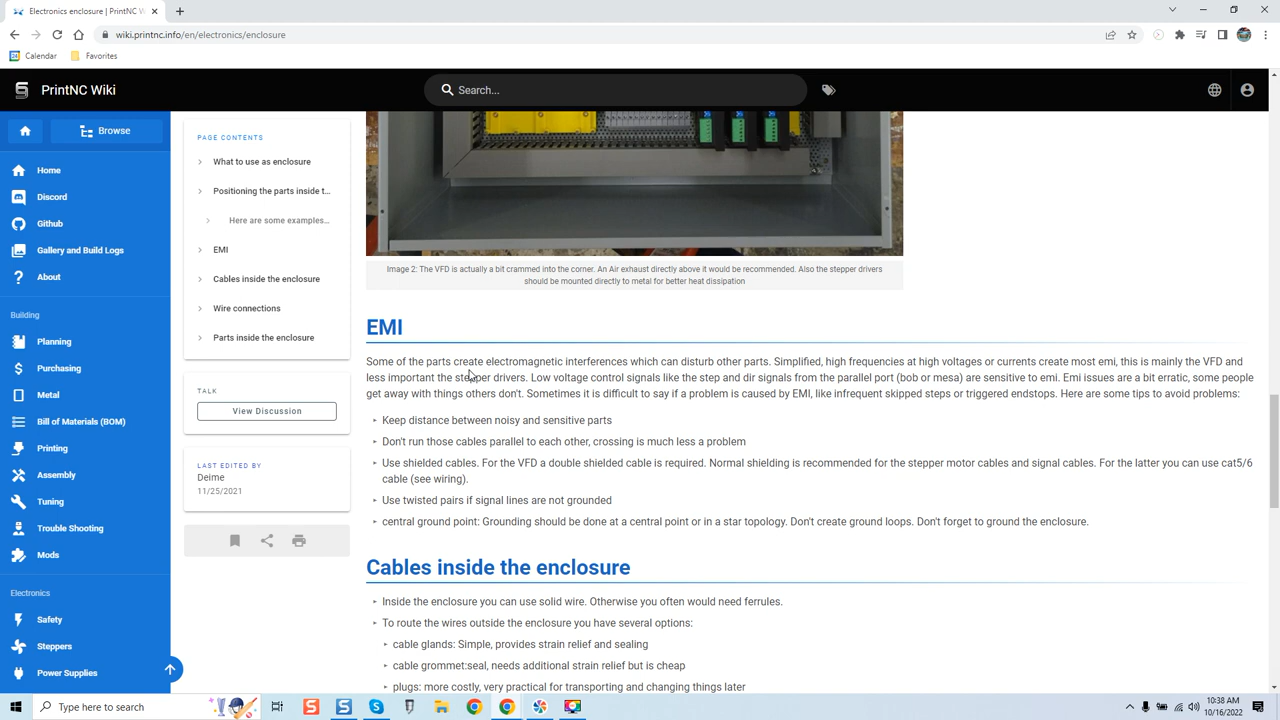 Electronics enclosure | PrintNC W
wiki.printnc.info/en/electronics/enclosure
Calendar
Favorites
PrintNC Wiki
Search...
Browse
Home
Discord
Github
Gallery and Build Logs
About
Building
Planning
Purchasing
Metal
Bill of Materials (BOM)
Printing
Assembly
Tuning
Trouble Shooting
Mods
Electronics
Safety
Steppers
Power Supplies
PAGE CONTENTS
What to use as enclosure
Positioning the parts inside t...
Here are some examples...
EMI
Cables inside the enclosure
Wire connections
Parts inside the enclosure
TALK
View Discussion
LAST EDITED BY
Deime
11/25/2021
Image 2: The VFD is actually a bit crammed into the corner. An Air exhaust directly above it would be recommended. Also the stepper drivers
should be mounted directly to metal for better heat dissipation
EMI
Some of the parts create electromagnetic interferences which can disturb other parts. Simplified, high frequencies at high voltages or currents create most emi, this is mainly the VFD and
less important the stepper drivers. Low voltage control signals like the step and dir signals from the parallel port (bob or mesa) are sensitive to emi. Emi issues are a bit erratic, some people
get away with things others don't. Sometimes it is difficult to say if a problem is caused by EMI, like infrequent skipped steps or triggered endstops. Here are some tips to avoid problems:
Keep distance between noisy and sensitive parts
Don't run those cables parallel to each other, crossing is much less a problem
Use shielded cables. For the VFD a double shielded cable is required. Normal shielding is recommended for the stepper motor cables and signal cables. For the latter you can use cat5/6
cable (see wiring).
Use twisted pairs if signal lines are not grounded
central ground point: Grounding should be done at a central point or in a star topology. Don't create ground loops. Don't forget to ground the enclosure.
Cables inside the enclosure
Inside the enclosure you can use solid wire. Otherwise you often would need ferrules.
To route the wires outside the enclosure you have several options:
cable glands: Simple, provides strain relief and sealing
cable grommet:seal, needs additional strain relief but is cheap
plugs: more costly, very practical for transporting and changing things later
Type here to search
10:38 AM
10/16/2022